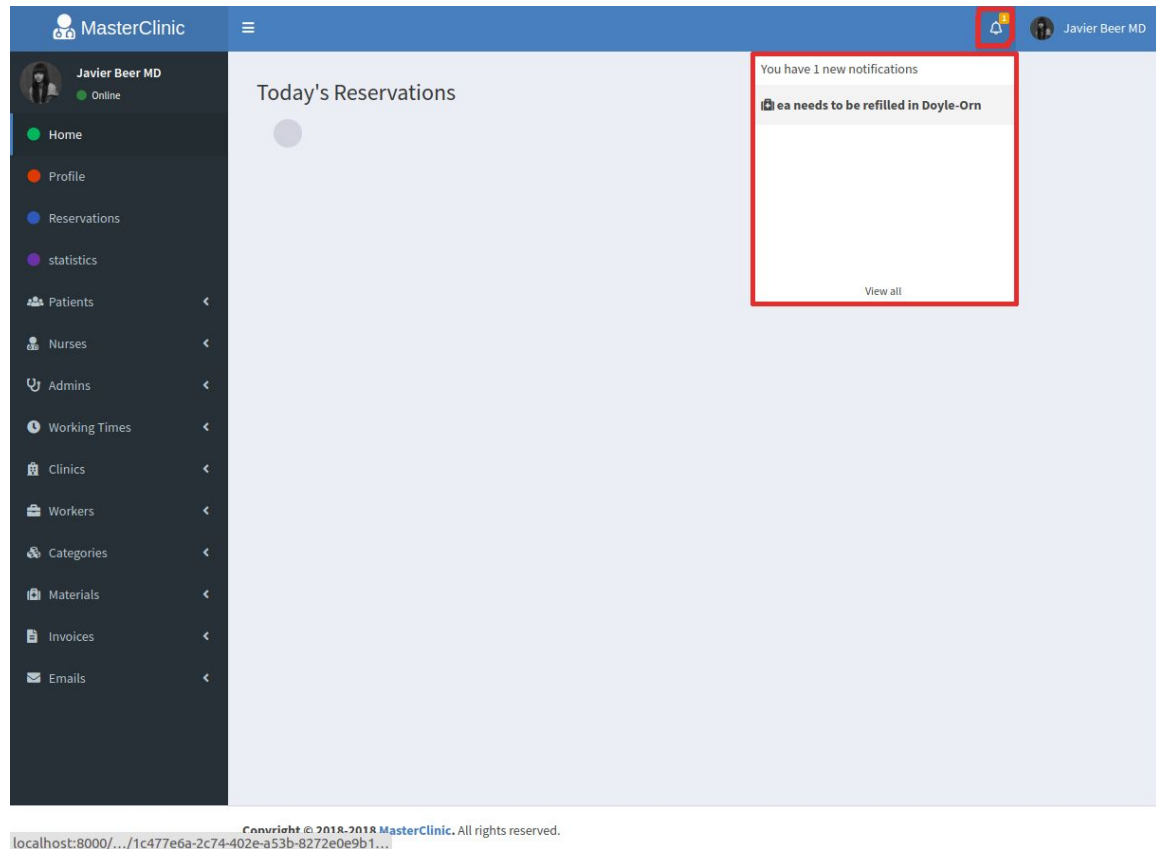 MasterClinic
1
Javier Beer MD
Javier Beer MD
Online
Home
Profile
Reservations
statistics
Patients
Nurses
Admins
Working Times
Clinics
Workers
Categories
Materials
Invoices
Emails
Today's Reservations
You have 1 new notifications
ea needs to be refilled in Doyle-Orn
View all
Copyright © 2018-2018 MasterClinic. All rights reserved.
localhost:8000/.../1c477e6a-2c74-402e-a53b-8272e0e9b1...